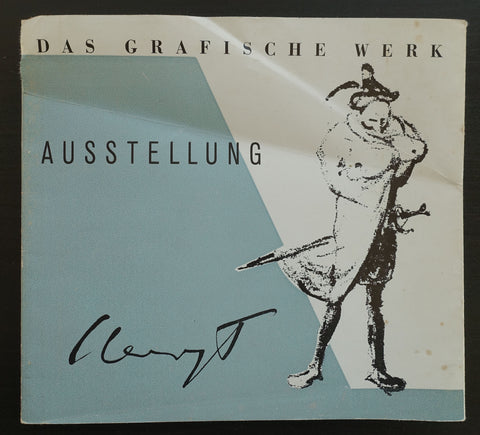 DAS GRAFISCHE WERK
AUSSTELLUNG